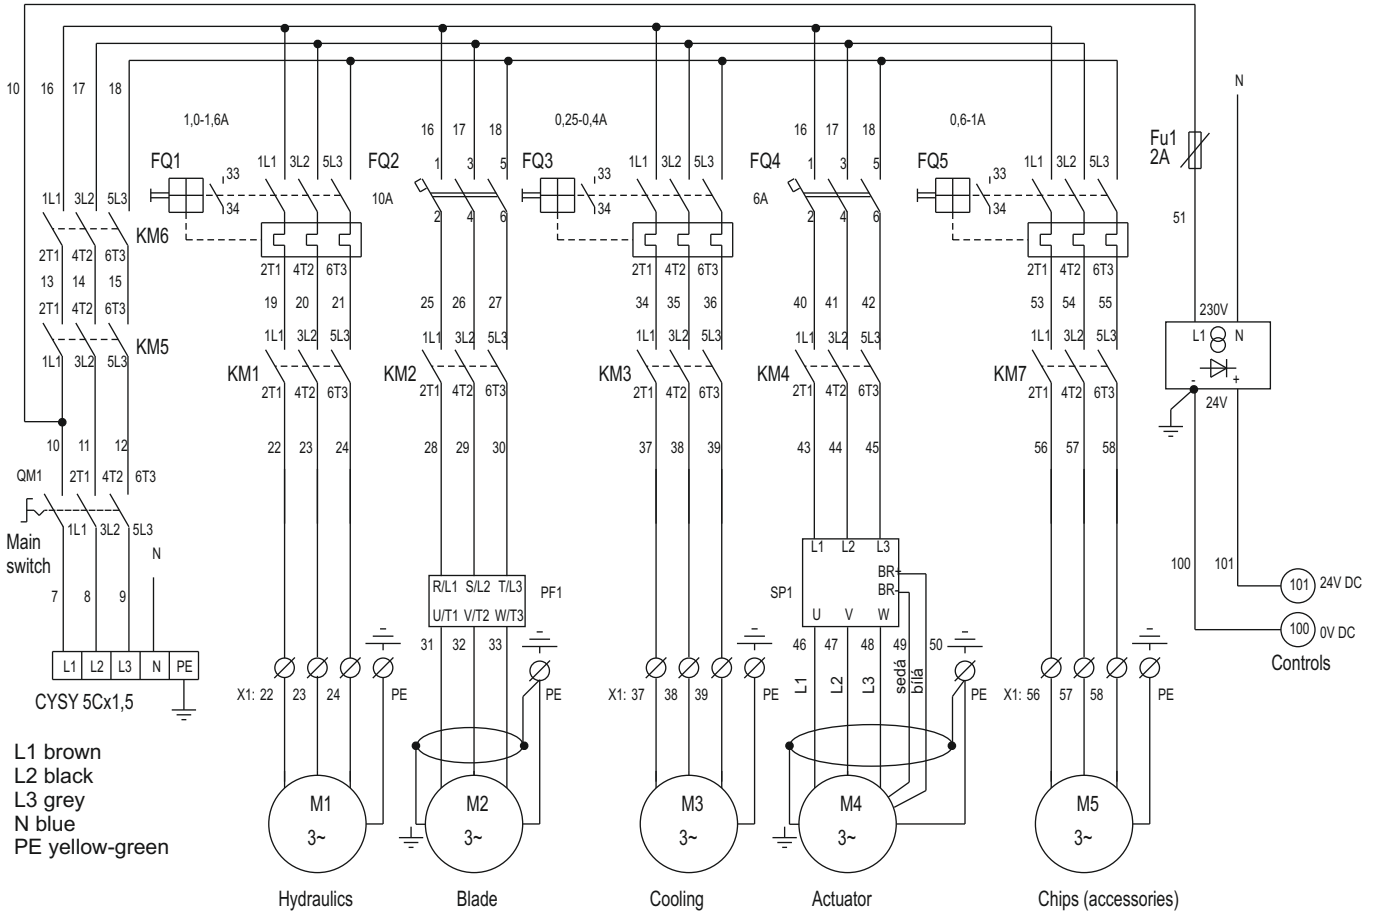 10 16 17 18
1,0-1,6A
0,25-0,4A
0,6-1A
N
16 17 18
16 17 18
Fu1
2A
FQ1
33
34
1L1 3L2 5L3
FQ2
10A
1 3 5
2 4 6
FQ3
33
34
1L1 3L2 5L3
FQ4
6A
1 3 5
2 4 6
FQ5
33
34
1L1 3L2 5L3
51
1L1 3L2 5L3
KM6
2T1 4T2 6T3
13 14 15
2T1 4T2 6T3
KM5
1L1 3L2 5L3
2T1 4T2 6T3
19 20 21
25 26 27
2T1 4T2 6T3
34 35 36
40 41 42
2T1 4T2 6T3
53 54 55
230V
L1 N
- +
24V
1L1 3L2 5L3
KM1
2T1 4T2 6T3
1L1 3L2 5L3
KM2
2T1 4T2 6T3
1L1 3L2 5L3
KM3
2T1 4T2 6T3
1L1 3L2 5L3
KM4
2T1 4T2 6T3
1L1 3L2 5L3
KM7
2T1 4T2 6T3
10 11 12
22 23 24
28 29 30
37 38 39
43 44 45
56 57 58
QM1
2T1 4T2 6T3
1L1 3L2 5L3
Main
switch
N
7 8 9
L1 L2 L3 N PE
CYSY 5Cx1,5
R/L1 S/L2 T/L3
U/T1 V/T2 W/T3
PF1
31 32 33
L1 L2 L3
BR+
BR-
SP1
U V W
46 47 48 49 50
L1
L2
L3
sedá
bílá
100 101
101 24V DC
100 0V DC
Controls
X1: 22 23 24 PE
PE
X1: 37 38 39 PE
PE
X1: 56 57 58 PE
L1 brown
L2 black
L3 grey
N blue
PE yellow-green
M1
3~
M2
3~
M3
3~
M4
3~
M5
3~
Hydraulics
Blade
Cooling
Actuator
Chips (accessories)